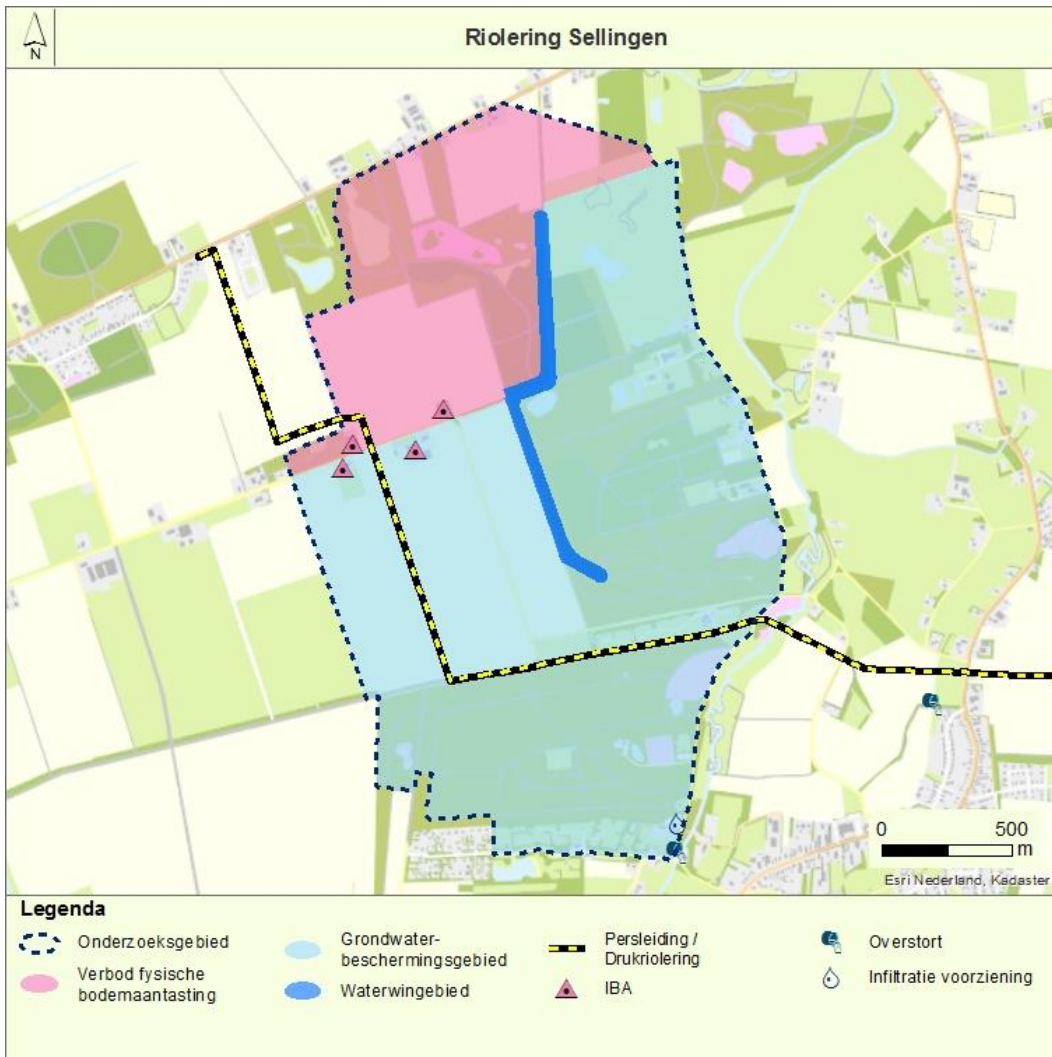 Riolering Sellingen
N
0 500
m
Esri Nederland, Kadaster
Legenda
Onderzoeksgebied
Verbod fysische
bodemaantasting
Grondwater-
beschermingsgebied
Waterwingebied
Persleiding /
Drukriolering
IBA
Overstort
Infiltratie voorziening